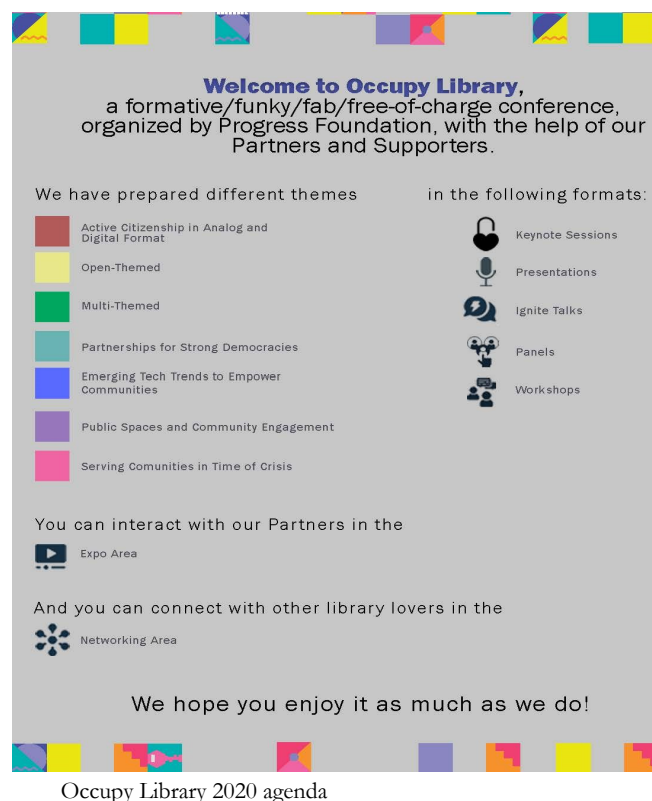 Welcome to Occupy Library,
a formative/funky/fab/free-of-charge conference,
organized by Progress Foundation, with the help of our
Partners and Supporters.
We have prepared different themes
Active Citizenship in Analog and
Digital Format
Open-Themed
Multi-Themed
Partnerships for Strong Democracies
Emerging Tech Trends to Empower
Communities
Public Spaces and Community Engagement
Serving Comunities in Time of Crisis
in the following formats:
Keynote Sessions
Presentations
Ignite Talks
Panels
Workshops
You can interact with our Partners in the
Expo Area
And you can connect with other library lovers in the
Networking Area
We hope you enjoy it as much as we do!
Occupy Library 2020 agenda